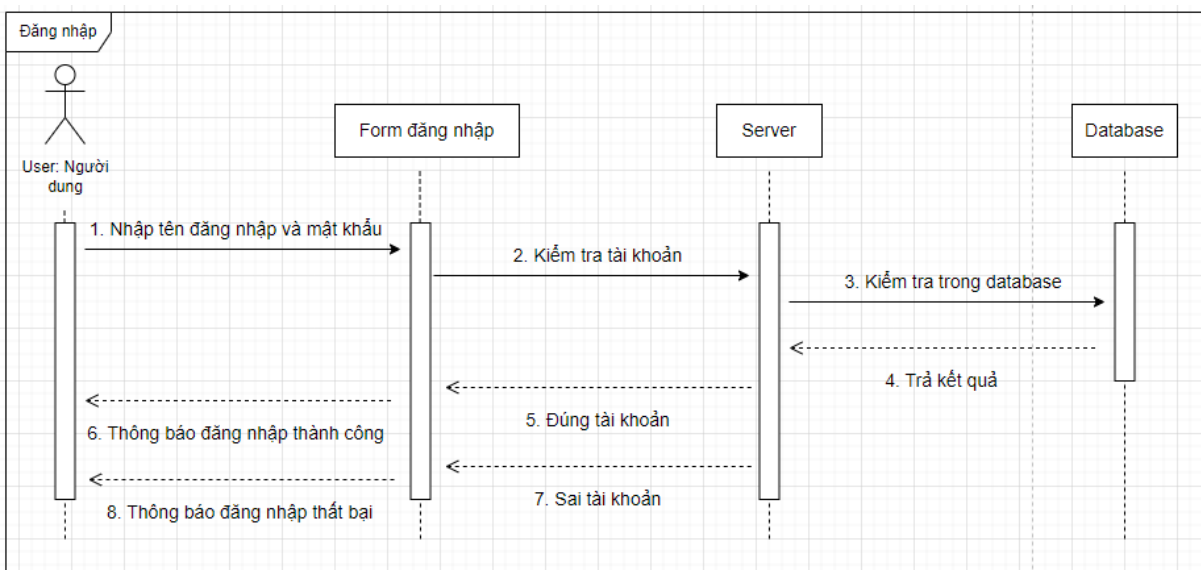 Đăng nhập
Form đăng nhập
Server
Database
User: Người
dung
1. Nhập tên đăng nhập và mật khẩu
2. Kiểm tra tài khoản
3. Kiểm tra trong database
4. Trả kết quả
5. Đúng tài khoản
6. Thông báo đăng nhập thành công
7. Sai tài khoản
8. Thông báo đăng nhập thất bại